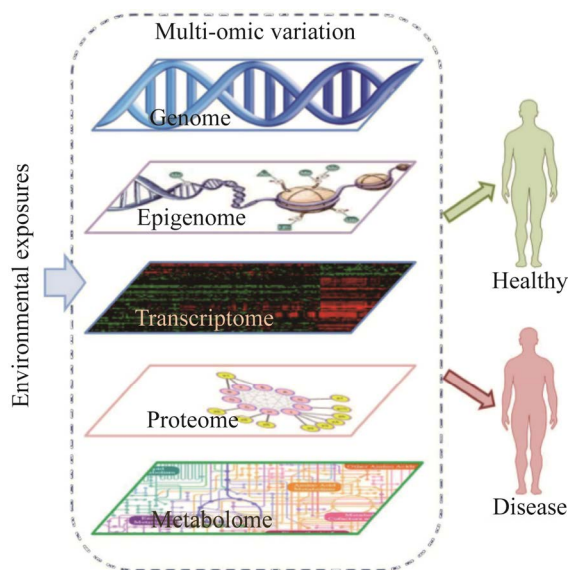 Multi-omic variation
Genome
Epigenome
Environmental exposures
Transcriptome
Proteome
Metabolome
Healthy
Disease